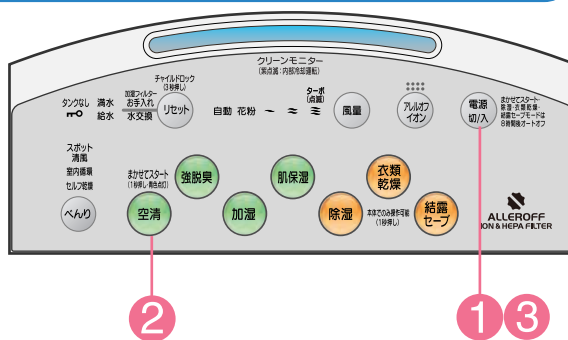 クリーンモニター
(紫点滅:内部冷却運転)
チャイルドロック
(3秒押し)
タンクなし
満水
給水
加湿フィルター
お手入れ
水交換
リセット
自動 花粉
ターボ
(点滅)
風量
アレルオフ
イオン
電源
切/入
まかせてスタート・
除湿・衣類乾燥・
結露セーブモードは
8時間後オートオフ
スポット
清風
室内循環
セルフ乾燥
べんり
まかせてスタート
(1秒押し・青色点灯)
空清
強脱臭
加湿
肌保湿
除湿
衣類
乾燥
本体でのみ操作可能
(1秒押し)
結露
セーブ
ALLEROFF
ION & HEPA FILTER
2
1 3